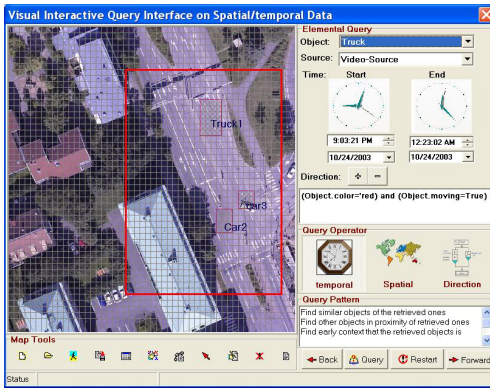 Visual Interactive Query Interface on Spatial/temporal Data
Elemental Query
Object: Truck
Source: Video-Source
Time: Start End
9:03:21 PM 12:23:02 AM
10/24/2003 10/24/2003
Direction: + -
(Object.color='red) and (Object.moving=True)
Query Operator
temporal Spatial Direction
Query Pattern
Find similar objects of the retrieved ones
Find other objects in proximity of retrieved ones
Find early context that the retrieved objects is
Back Query Restart Forward
Truck1
Car3
Car2
Map Tools
Status